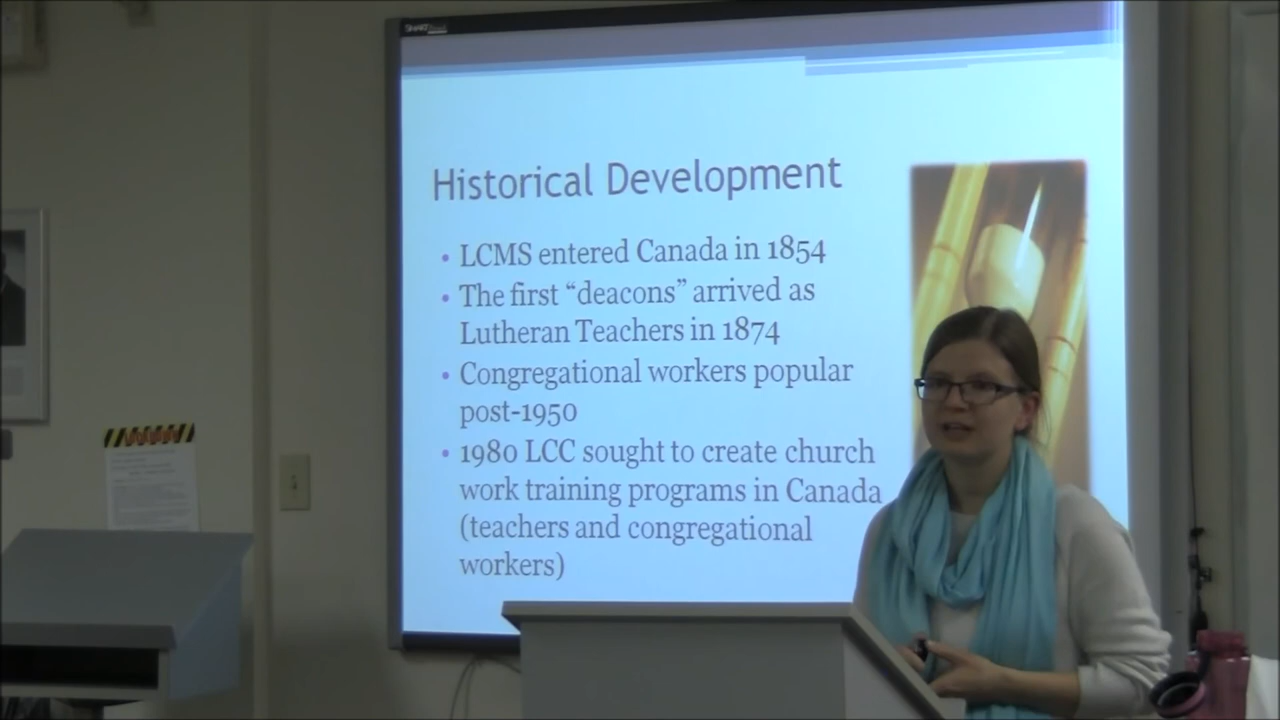 SMART
Historical Development
• LCMS entered Canada in 1854
• The first “deacons” arrived as
Lutheran Teachers in 1874
• Congregational workers popular
post-1950
• 1980 LCC sought to create church
work training programs in Canada
(teachers and congregational
workers)